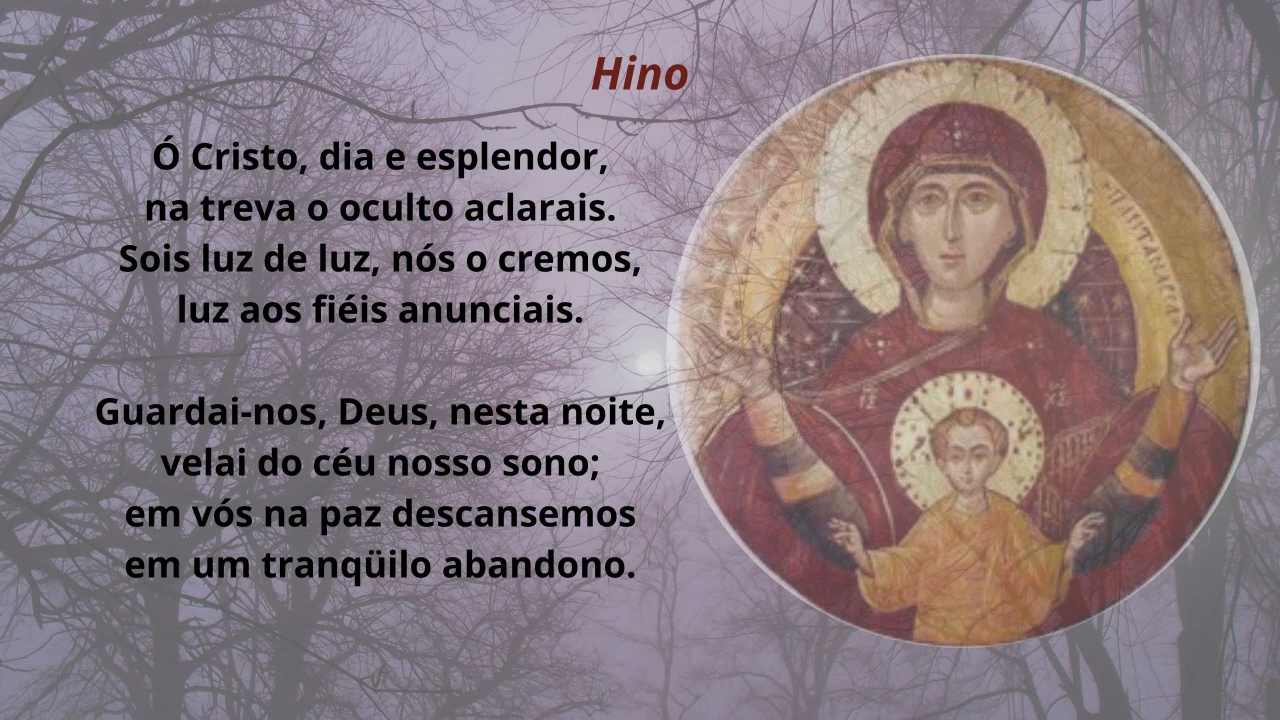 Hino
Ó Cristo, dia e esplendor,
na treva o oculto aclarais.
Sois luz de luz, nós o cremos,
luz aos fiéis anunciais.
Guardai-nos, Deus, nesta noite,
velai do céu nosso sono;
em vós na paz descansemos
em um tranqüilo abandono.